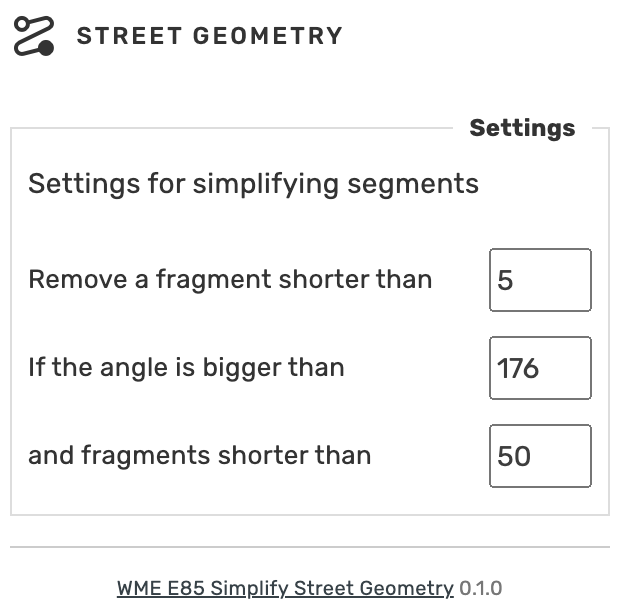 STREET GEOMETRY
Settings
Settings for simplifying segments
Remove a fragment shorter than 5
If the angle is bigger than 176
and fragments shorter than 50
WME E85 Simplify Street Geometry 0.1.0